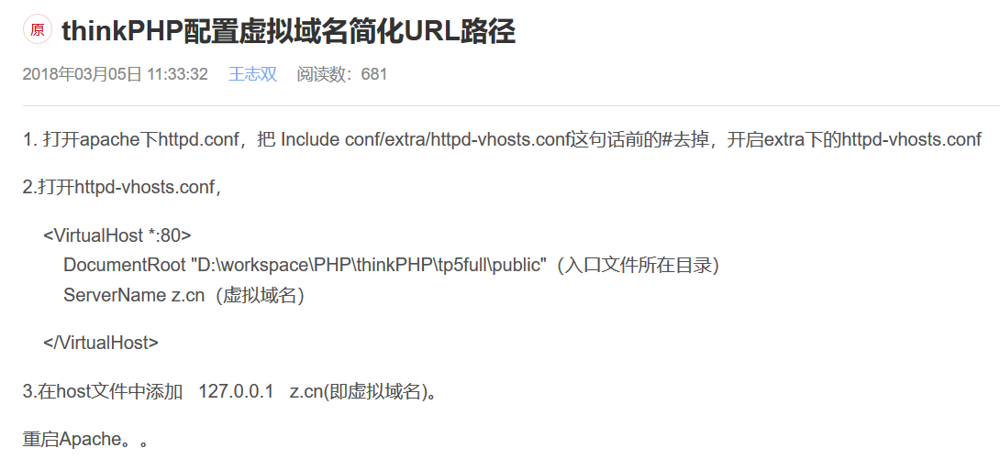 原 thinkPHP配置虚拟域名简化URL路径
2018年03月05日 11:33:32 王志双 阅读数：681
1. 打开apache下httpd.conf，把 Include conf/extra/httpd-vhosts.conf这句话前的#去掉，开启extra下的httpd-vhosts.conf
2.打开httpd-vhosts.conf，
<VirtualHost *:80>
DocumentRoot "D:\workspace\PHP\thinkPHP\tp5full\public"（入口文件所在目录）
ServerName z.cn（虚拟域名）
</VirtualHost>
3.在host文件中添加 127.0.0.1 z.cn(即虚拟域名)。
重启Apache。。